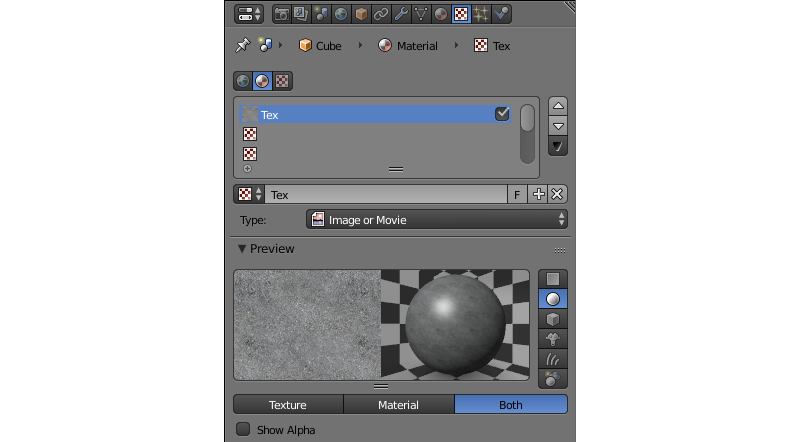 Cube Material Tex
Tex
Tex F
Type: Image or Movie
Preview
Texture Material Both
Show Alpha